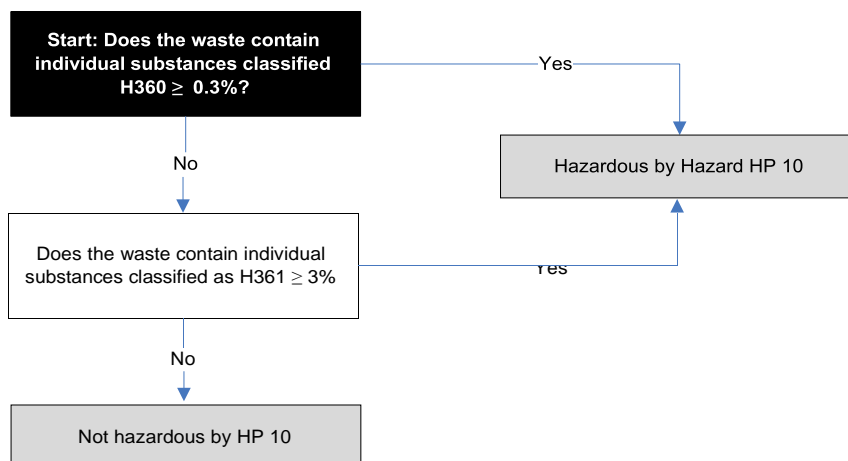 Start: Does the waste contain
individual substances classified
H360 ≥ 0.3%?
Yes
Hazardous by Hazard HP 10
No
Does the waste contain individual
substances classified as H361 ≥ 3%
Yes
No
Not hazardous by HP 10